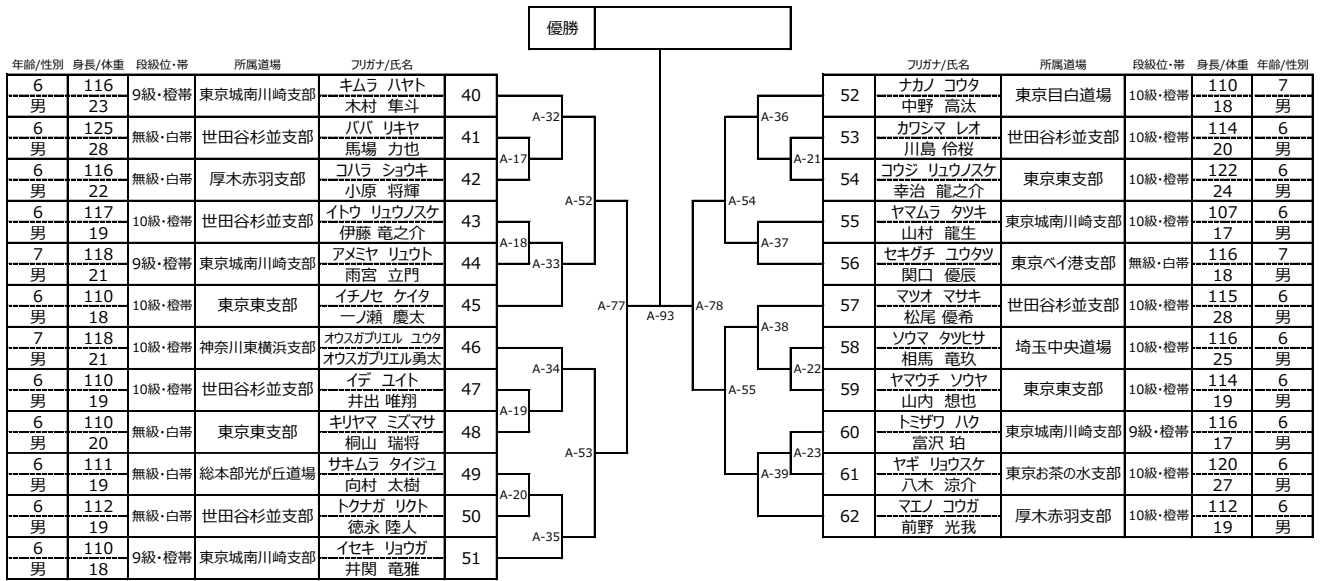 優勝
年齢/性別 身長/体重 段級位・帯 所属道場 フリガナ/氏名
6 116 9級・橙帯 東京城南川崎支部 キムラ ハヤト 40
男 23 木村 隼斗
6 125 無級・白帯 世田谷杉並支部 ババ リキヤ 41
男 28 馬場 力也
6 116 無級・白帯 厚木赤羽支部 コハラ ショウキ 42
男 22 小原 将輝
6 117 10級・橙帯 世田谷杉並支部 イトウ リュウノスケ 43
男 19 伊藤 竜之介
7 118 9級・橙帯 東京城南川崎支部 アメミヤ リュウト 44
男 21 雨宮 立門
6 110 10級・橙帯 東京東支部 イチノセ ケイタ 45
男 18 一ノ瀬 慶太
7 118 10級・橙帯 神奈川東横浜支部 オウスガブリエル ユウタ 46
男 21 オウスガブリエル勇太
6 110 10級・橙帯 世田谷杉並支部 イデ ユイト 47
男 19 井出 唯翔
6 110 無級・白帯 東京東支部 キリヤマ ミズマサ 48
男 20 桐山 瑞将
6 111 無級・白帯 総本部光が丘道場 サキムラ タイジュ 49
男 19 向村 太樹
6 112 無級・白帯 世田谷杉並支部 トクナガ リクト 50
男 19 徳永 陸人
6 110 9級・橙帯 東京城南川崎支部 イセキ リョウガ 51
男 18 井関 竜雅
A-32
A-17
A-52
A-18
A-33
A-77
A-34
A-19
A-53
A-20
A-35
A-93
A-36
A-21
A-54
A-37
A-78
A-38
A-22
A-55
A-23
A-39
フリガナ/氏名 所属道場 段級位・帯 身長/体重 年齢/性別
52 ナカノ コウタ 東京目白道場 10級・橙帯 110 7
中野 高汰 18 男
53 カワシマ レオ 世田谷杉並支部 10級・橙帯 114 6
川島 伶桜 20 男
54 コウジ リュウノスケ 東京東支部 10級・橙帯 122 6
幸治 龍之介 24 男
55 ヤマムラ タツキ 東京城南川崎支部 10級・橙帯 107 6
山村 龍生 17 男
56 セキグチ ユウタツ 東京ベイ港支部 無級・白帯 116 7
関口 優辰 18 男
57 マツオ マサキ 世田谷杉並支部 10級・橙帯 115 6
松尾 優希 28 男
58 ソウマ タツヒサ 埼玉中央道場 10級・橙帯 116 6
相馬 竜玖 25 男
59 ヤマウチ ソウヤ 東京東支部 10級・橙帯 114 6
山内 想也 19 男
60 トミザワ ハク 東京城南川崎支部 9級・橙帯 116 6
富沢 珀 17 男
61 ヤギ リョウスケ 東京お茶の水支部 10級・橙帯 120 6
八木 涼介 27 男
62 マエノ コウガ 厚木赤羽支部 10級・橙帯 112 6
前野 光我 19 男